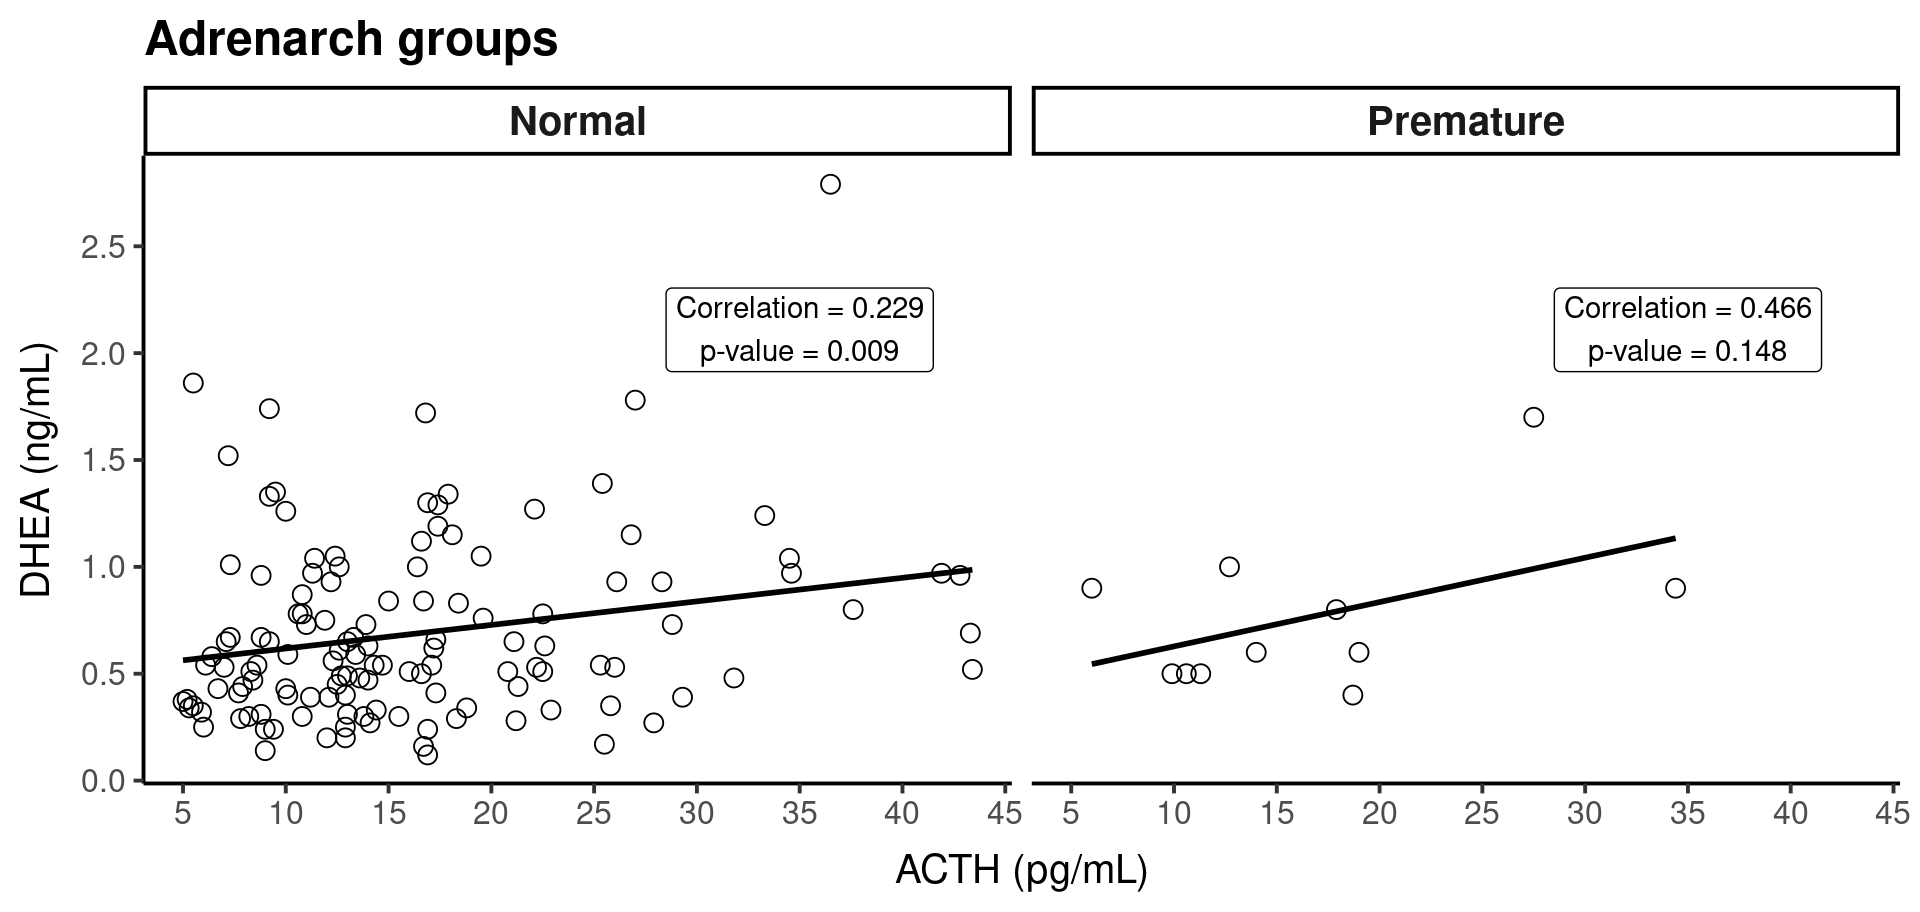 Adrenarch groups
Normal
Premature
DHEA (ng/mL)
2.5
2.0
1.5
1.0
0.5
0.0
Correlation = 0.229
p-value = 0.009
Correlation = 0.466
p-value = 0.148
5 10 15 20 25 30 35 40 45
5 10 15 20 25 30 35 40 45
ACTH (pg/mL)